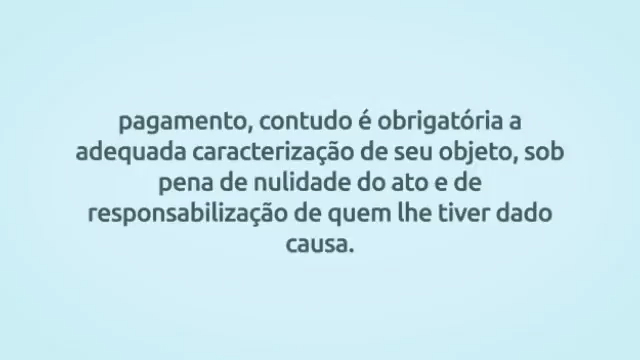 pagamento, contudo é obrigatória a
adequada caracterização de seu objeto, sob
pena de nulidade do ato e de
responsabilização de quem lhe tiver dado
causa.